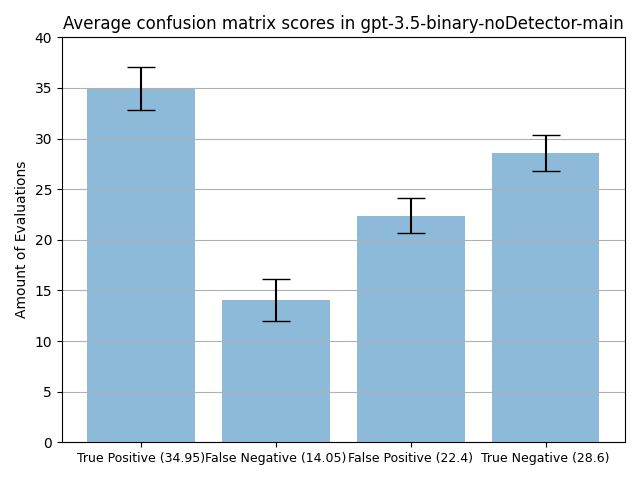 Average confusion matrix scores in gpt-3.5-binary-noDetector-main
40
35
30
25
20
15
10
5
0
Amount of Evaluations
True Positive (34.95)
False Negative (14.05)
False Positive (22.4)
True Negative (28.6)